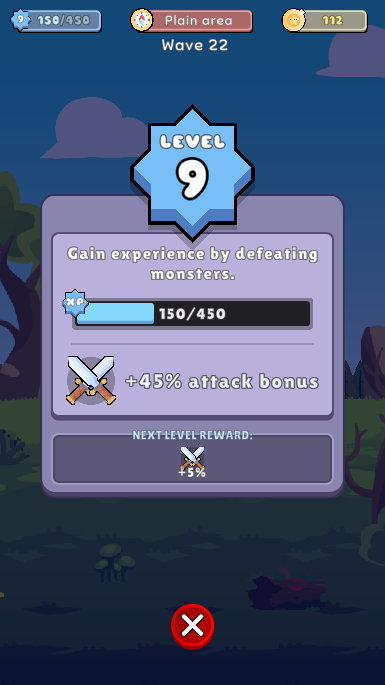 9 150/450
Plain area
112
Wave 22
LEVEL
9
Gain experience by defeating
monsters.
XP
150/450
+45% attack bonus
NEXT LEVEL REWARD:
+5%